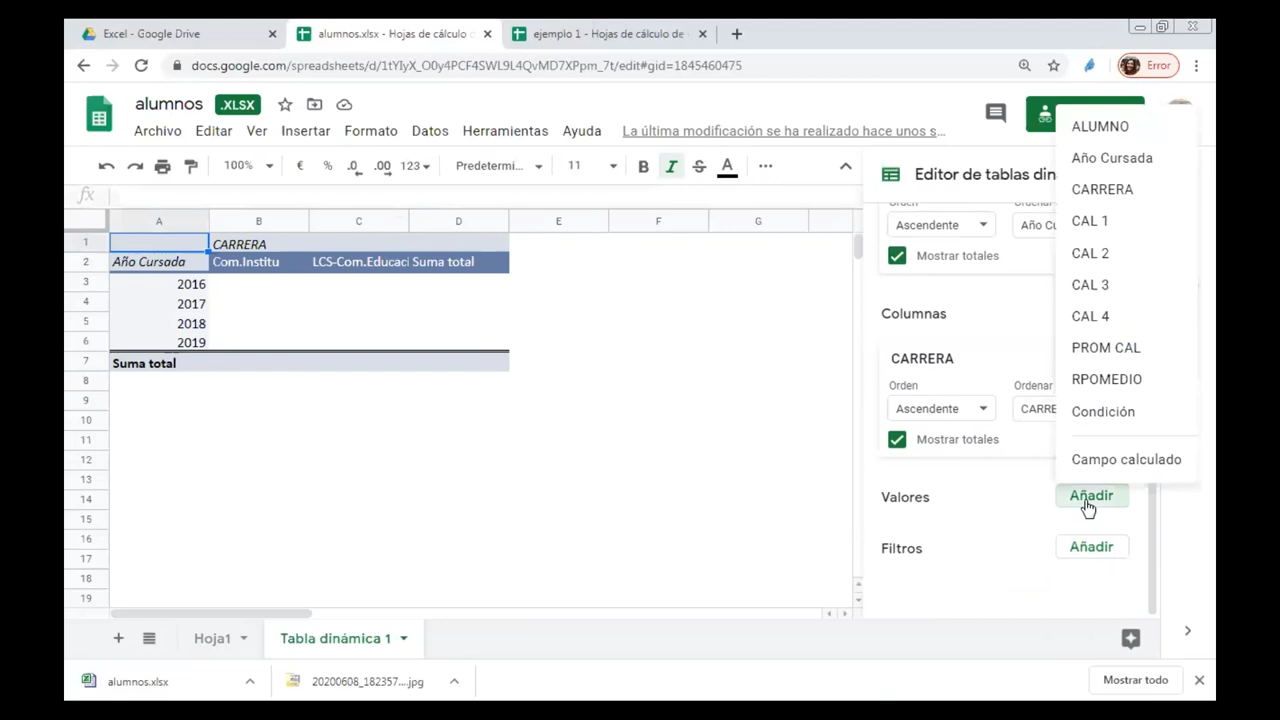 Excel - Google Drive
alumnos.xlsx - Hojas de cálculo
ejemplo 1 - Hojas de cálculo de
docs.google.com/spreadsheets/d/1tYIyX_O0y4PCF4SWL9L4QvMD7XPpm_7t/edit#gid=1845460475
Error
alumnos .XLSX
Archivo Editar Ver Insertar Formato Datos Herramientas Ayuda La última modificación se ha realizado hace unos s...
100% € % .0 .00 123 Predetermi... 11 B I S A
Editor de tablas din
fx
A B C D E F G
1 CARRERA
2 Año Cursada Com.Institu LCS-Com.Educaci Suma total
3 2016
4 2017
5 2018
6 2019
7 Suma total
8
9
10
11
12
13
14
15
16
17
18
19
Orden
Ascendente Año Cu
Mostrar totales
Columnas
CARRERA
Orden Ordenar
Ascendente CARRE
Mostrar totales
Valores Añadir
Filtros Añadir
ALUMNO
Año Cursada
CARRERA
CAL 1
CAL 2
CAL 3
CAL 4
PROM CAL
RPOMEDIO
Condición
Campo calculado
Hoja1 Tabla dinámica 1
alumnos.xlsx 20200608_182357....jpg Mostrar todo